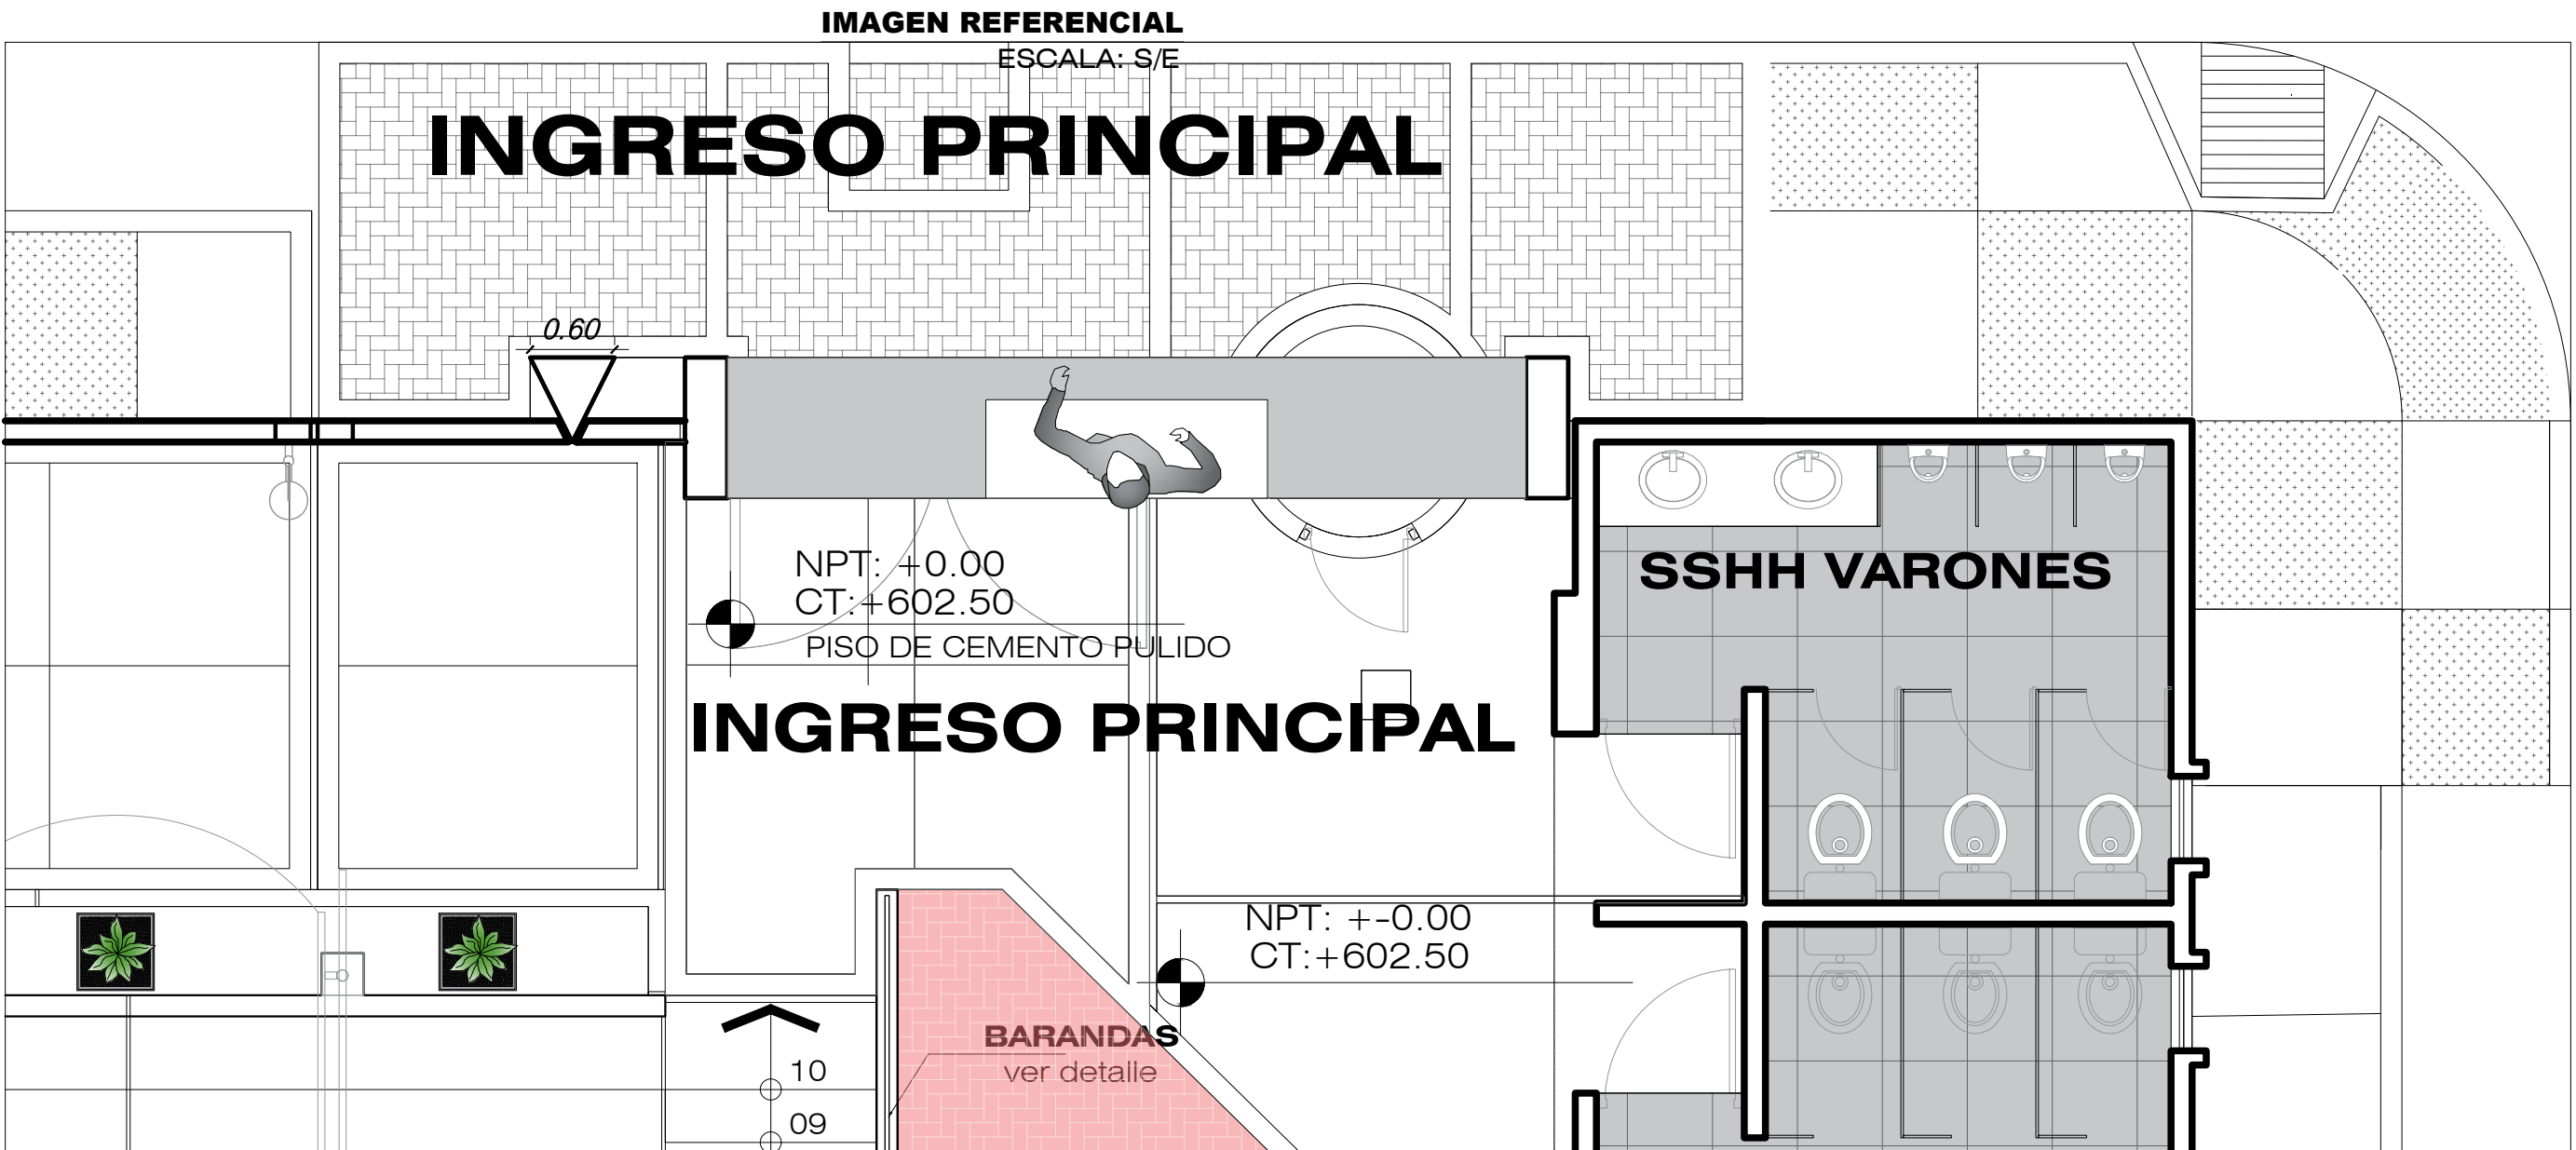 IMAGEN REFERENCIAL
ESCALA: S/E
INGRESO PRINCIPAL
0.60
NPT: +0.00
CT:+602.50
PISO DE CEMENTO PULIDO
SSHH VARONES
INGRESO PRINCIPAL
NPT: +-0.00
CT:+602.50
BARANDAS
ver detalle
10
09